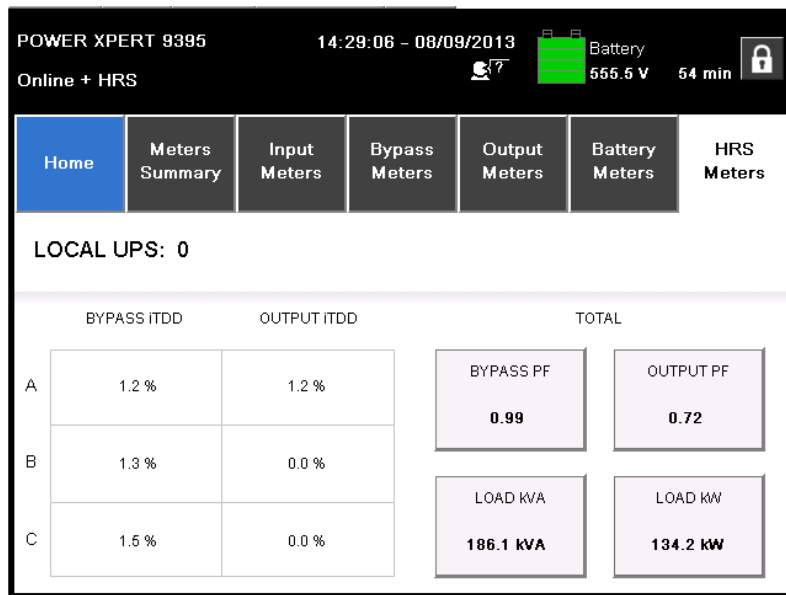 POWER XPERT 9395
14:29:06 - 08/09/2013
Battery
Online + HRS
?
555.5 V
54 min
Home
Meters Summary
Input Meters
Bypass Meters
Output Meters
Battery Meters
HRS Meters
LOCAL UPS: 0
BYPASS iTDD
OUTPUT iTDD
TOTAL
A
1.2 %
1.2 %
B
1.3 %
0.0 %
C
1.5 %
0.0 %
BYPASS PF
0.99
OUTPUT PF
0.72
LOAD KVA
186.1 kVA
LOAD kW
134.2 kW